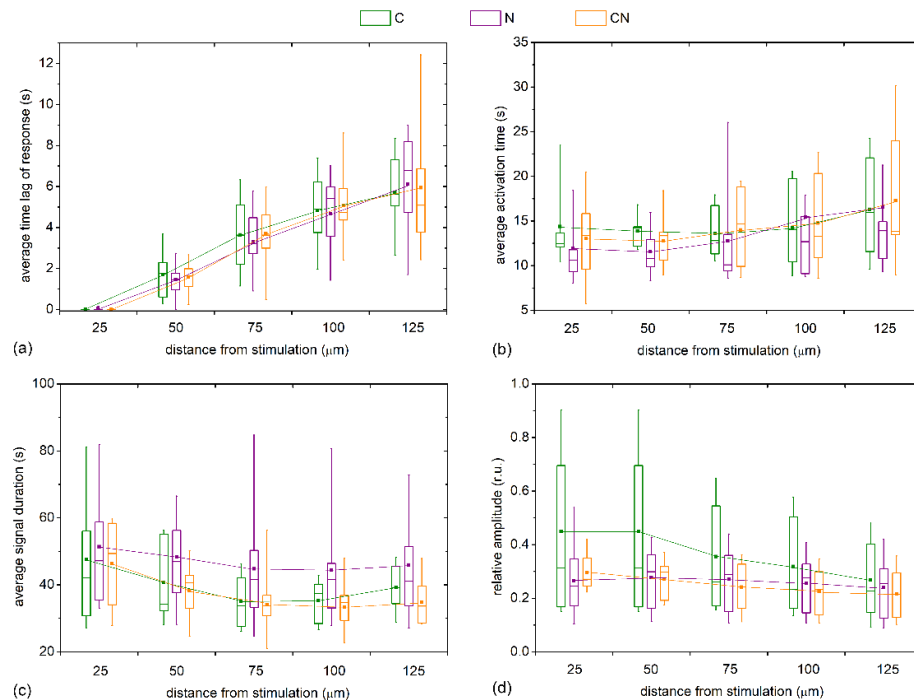 C N CN
average time lag of response (s)
12
10
8
6
4
2
0
25 50 75 100 125
(a) distance from stimulation (μm)
average activation time (s)
35
30
25
20
15
10
5
25 50 75 100 125
(b) distance from stimulation (μm)
average signal duration (s)
100
80
60
40
20
25 50 75 100 125
(c) distance from stimulation (μm)
relative amplitude (r.u.)
1.0
0.8
0.6
0.4
0.2
0.0
25 50 75 100 125
(d) distance from stimulation (μm)